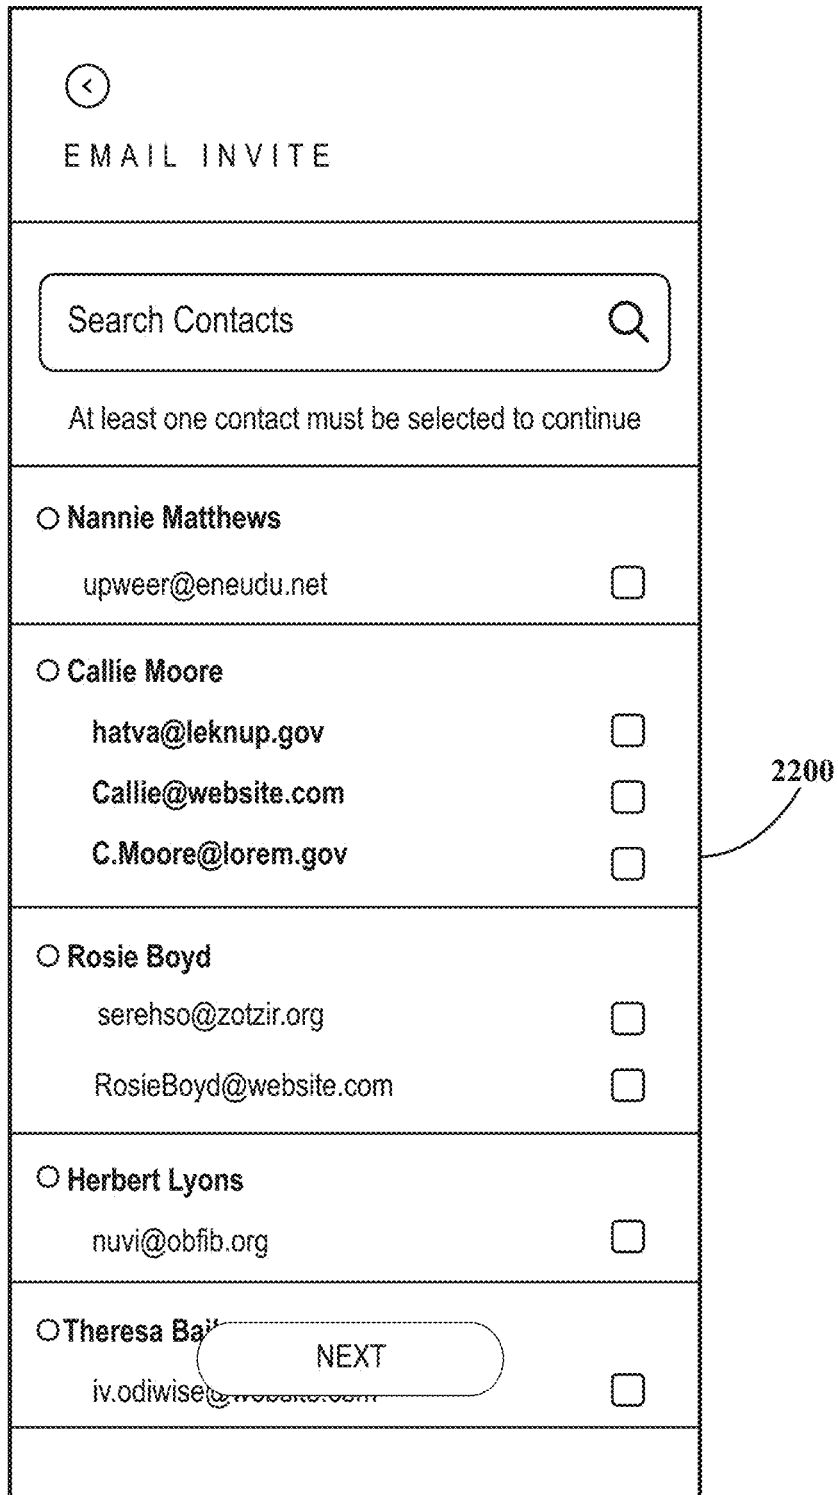 EMAIL INVITE
Search Contacts
At least one contact must be selected to continue
Nannie Matthews
upweer@eneudu.net
Callie Moore
hatva@leknup.gov
Callie@website.com
C.Moore@lorem.gov
2200
Rosie Boyd
serehso@zotzir.org
RosieBoyd@website.com
Herbert Lyons
nuvi@obfib.org
Theresa
NEXT